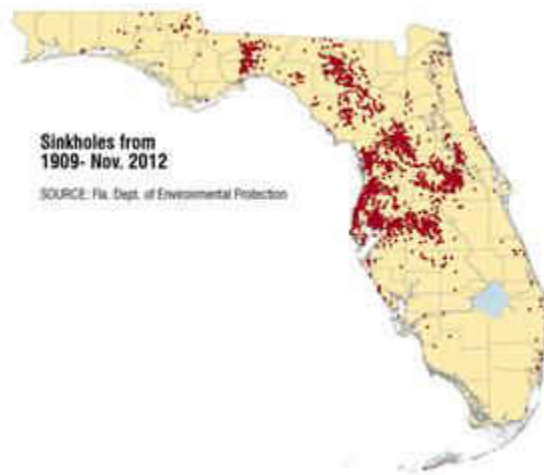 Sinkholes from
1909- Nov. 2012
SOURCE: Fla. Dept. of Environmental Protection